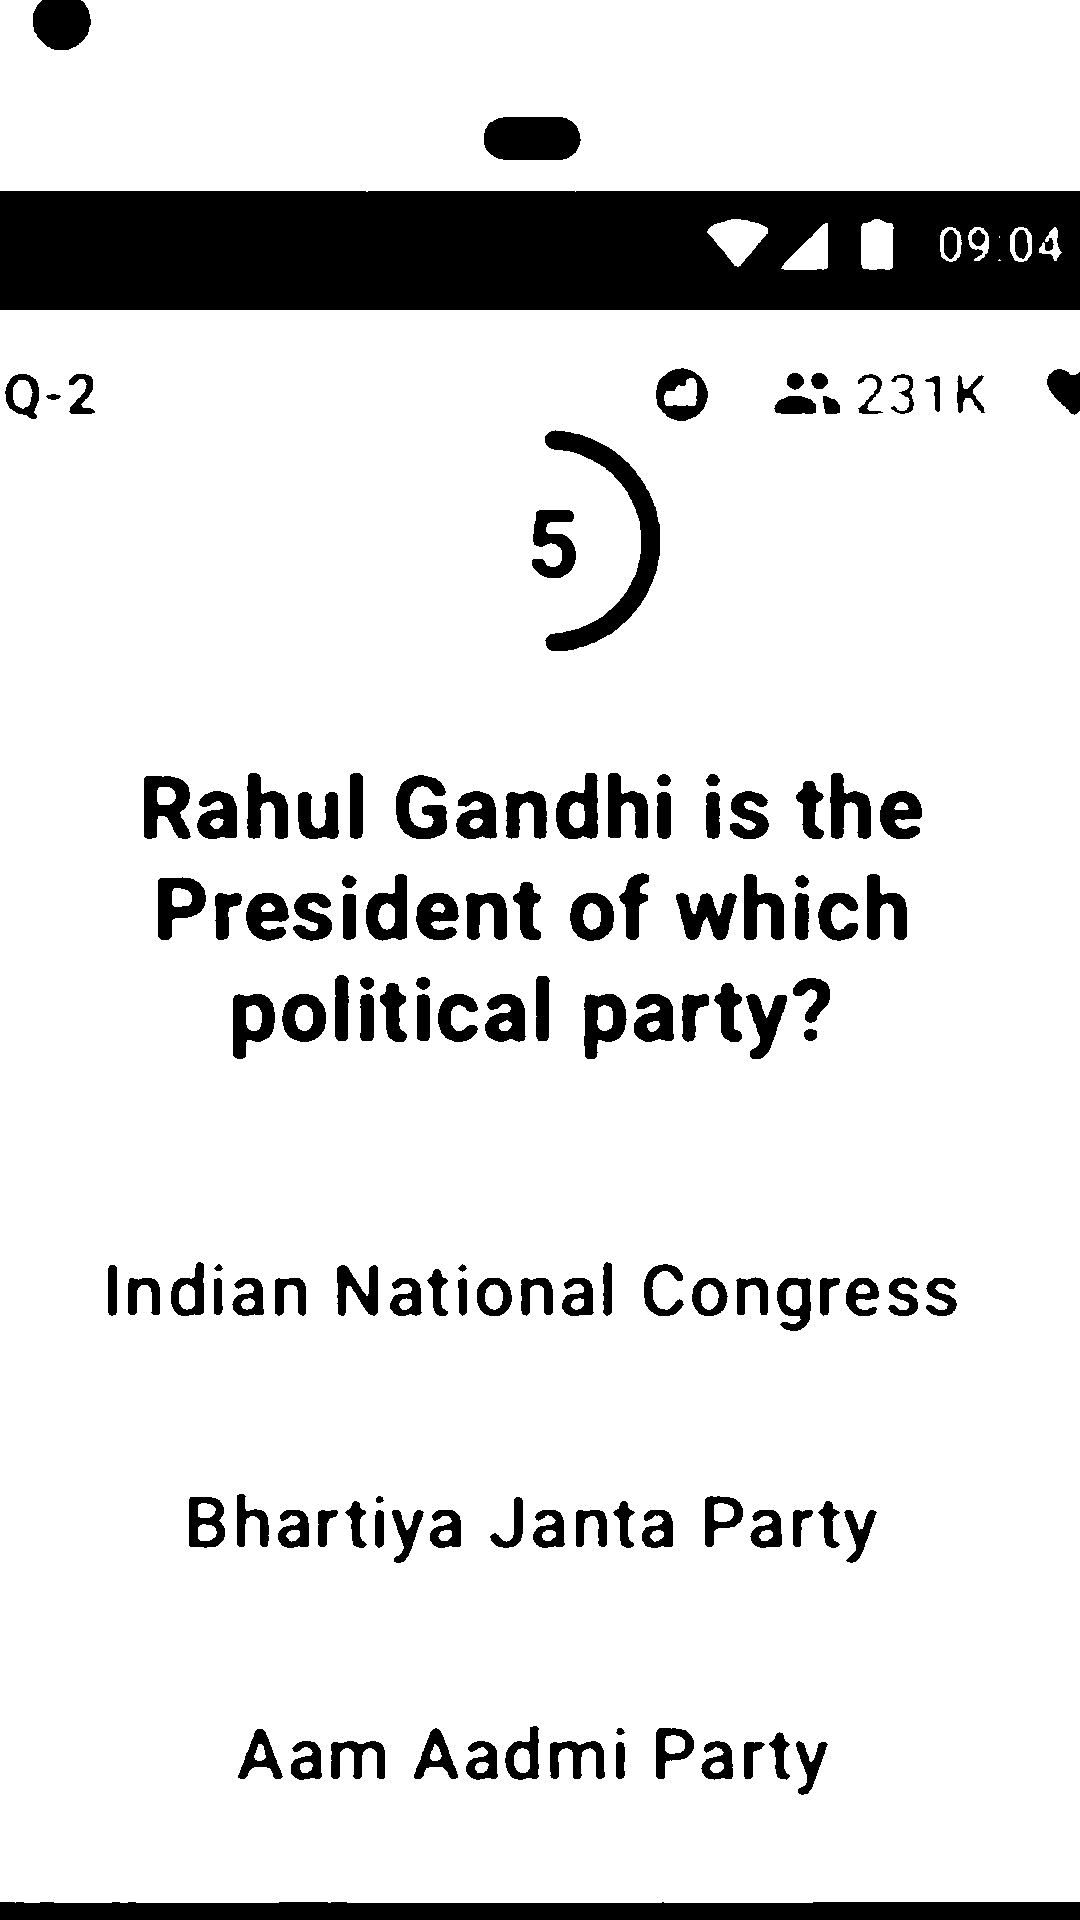 09:04
Q-2 231K
5
Rahul Gandhi is the
President of which
political party?
Indian National Congress
Bhartiya Janta Party
Aam Aadmi Party